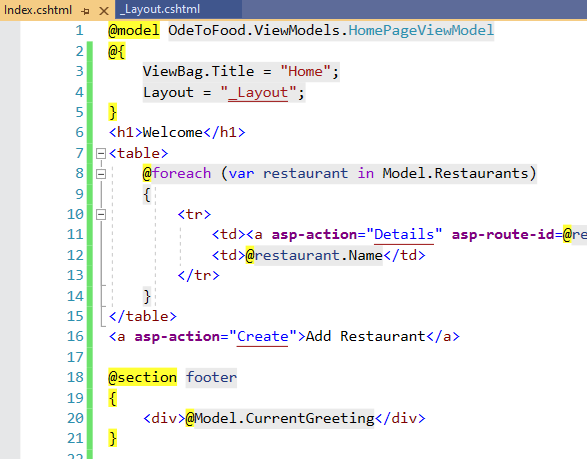 Index.cshtml
_Layout.cshtml
1 @model OdeToFood.ViewModels.HomePageViewModel
2 @{
3 ViewBag.Title = "Home";
4 Layout = "_Layout";
5 }
6 <h1>Welcome</h1>
7 <table>
8 @foreach (var restaurant in Model.Restaurants)
9 {
10 <tr>
11 <td><a asp-action="Details" asp-route-id=@re
12 <td>@restaurant.Name</td>
13 </tr>
14 }
15 </table>
16 <a asp-action="Create">Add Restaurant</a>
17
18 @section footer
19 {
20 <div>@Model.CurrentGreeting</div>
21 }